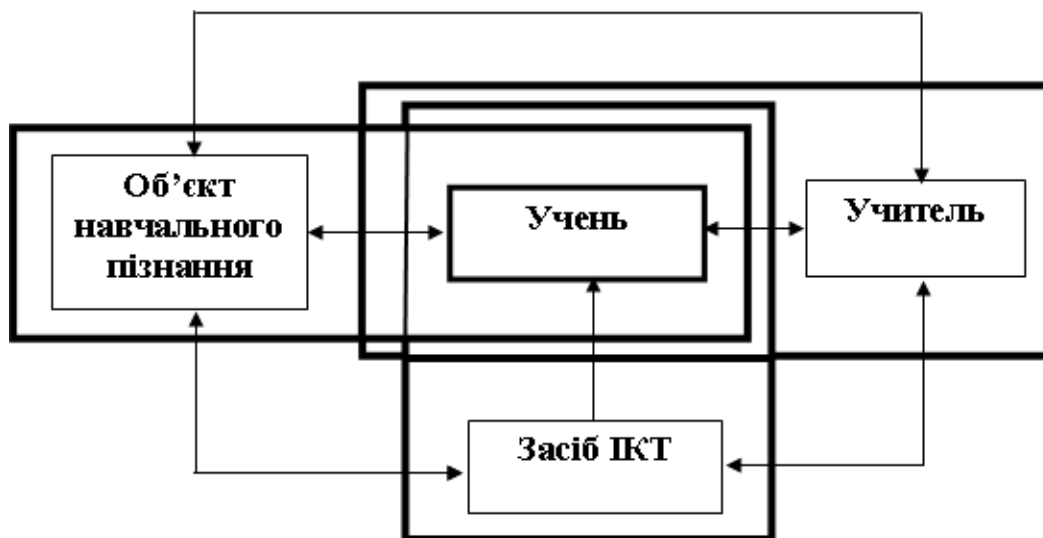 Об’єкт
навчального
пізнання
Учень
Учитель
Засіб ІКТ